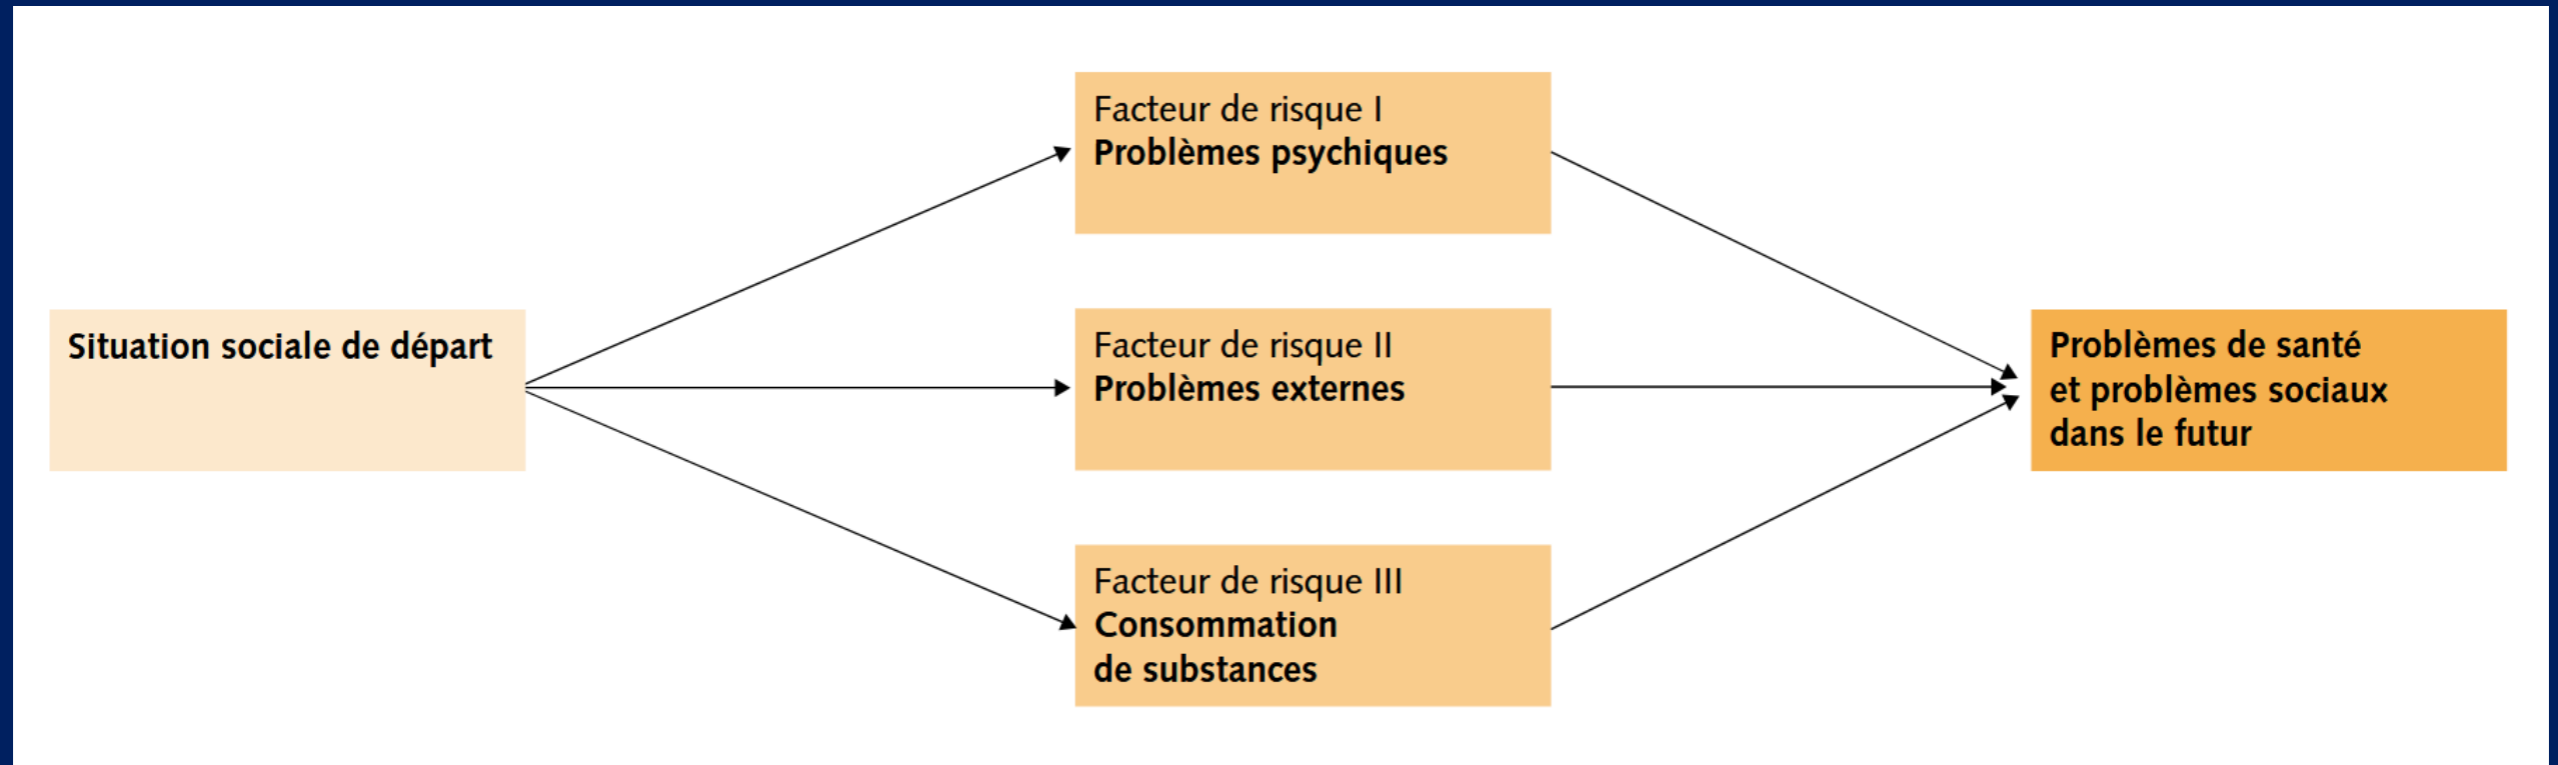 Situation sociale de départ
Facteur de risque I
Problèmes psychiques
Facteur de risque II
Problèmes externes
Facteur de risque III
Consommation
de substances
Problèmes de santé
et problèmes sociaux
dans le futur